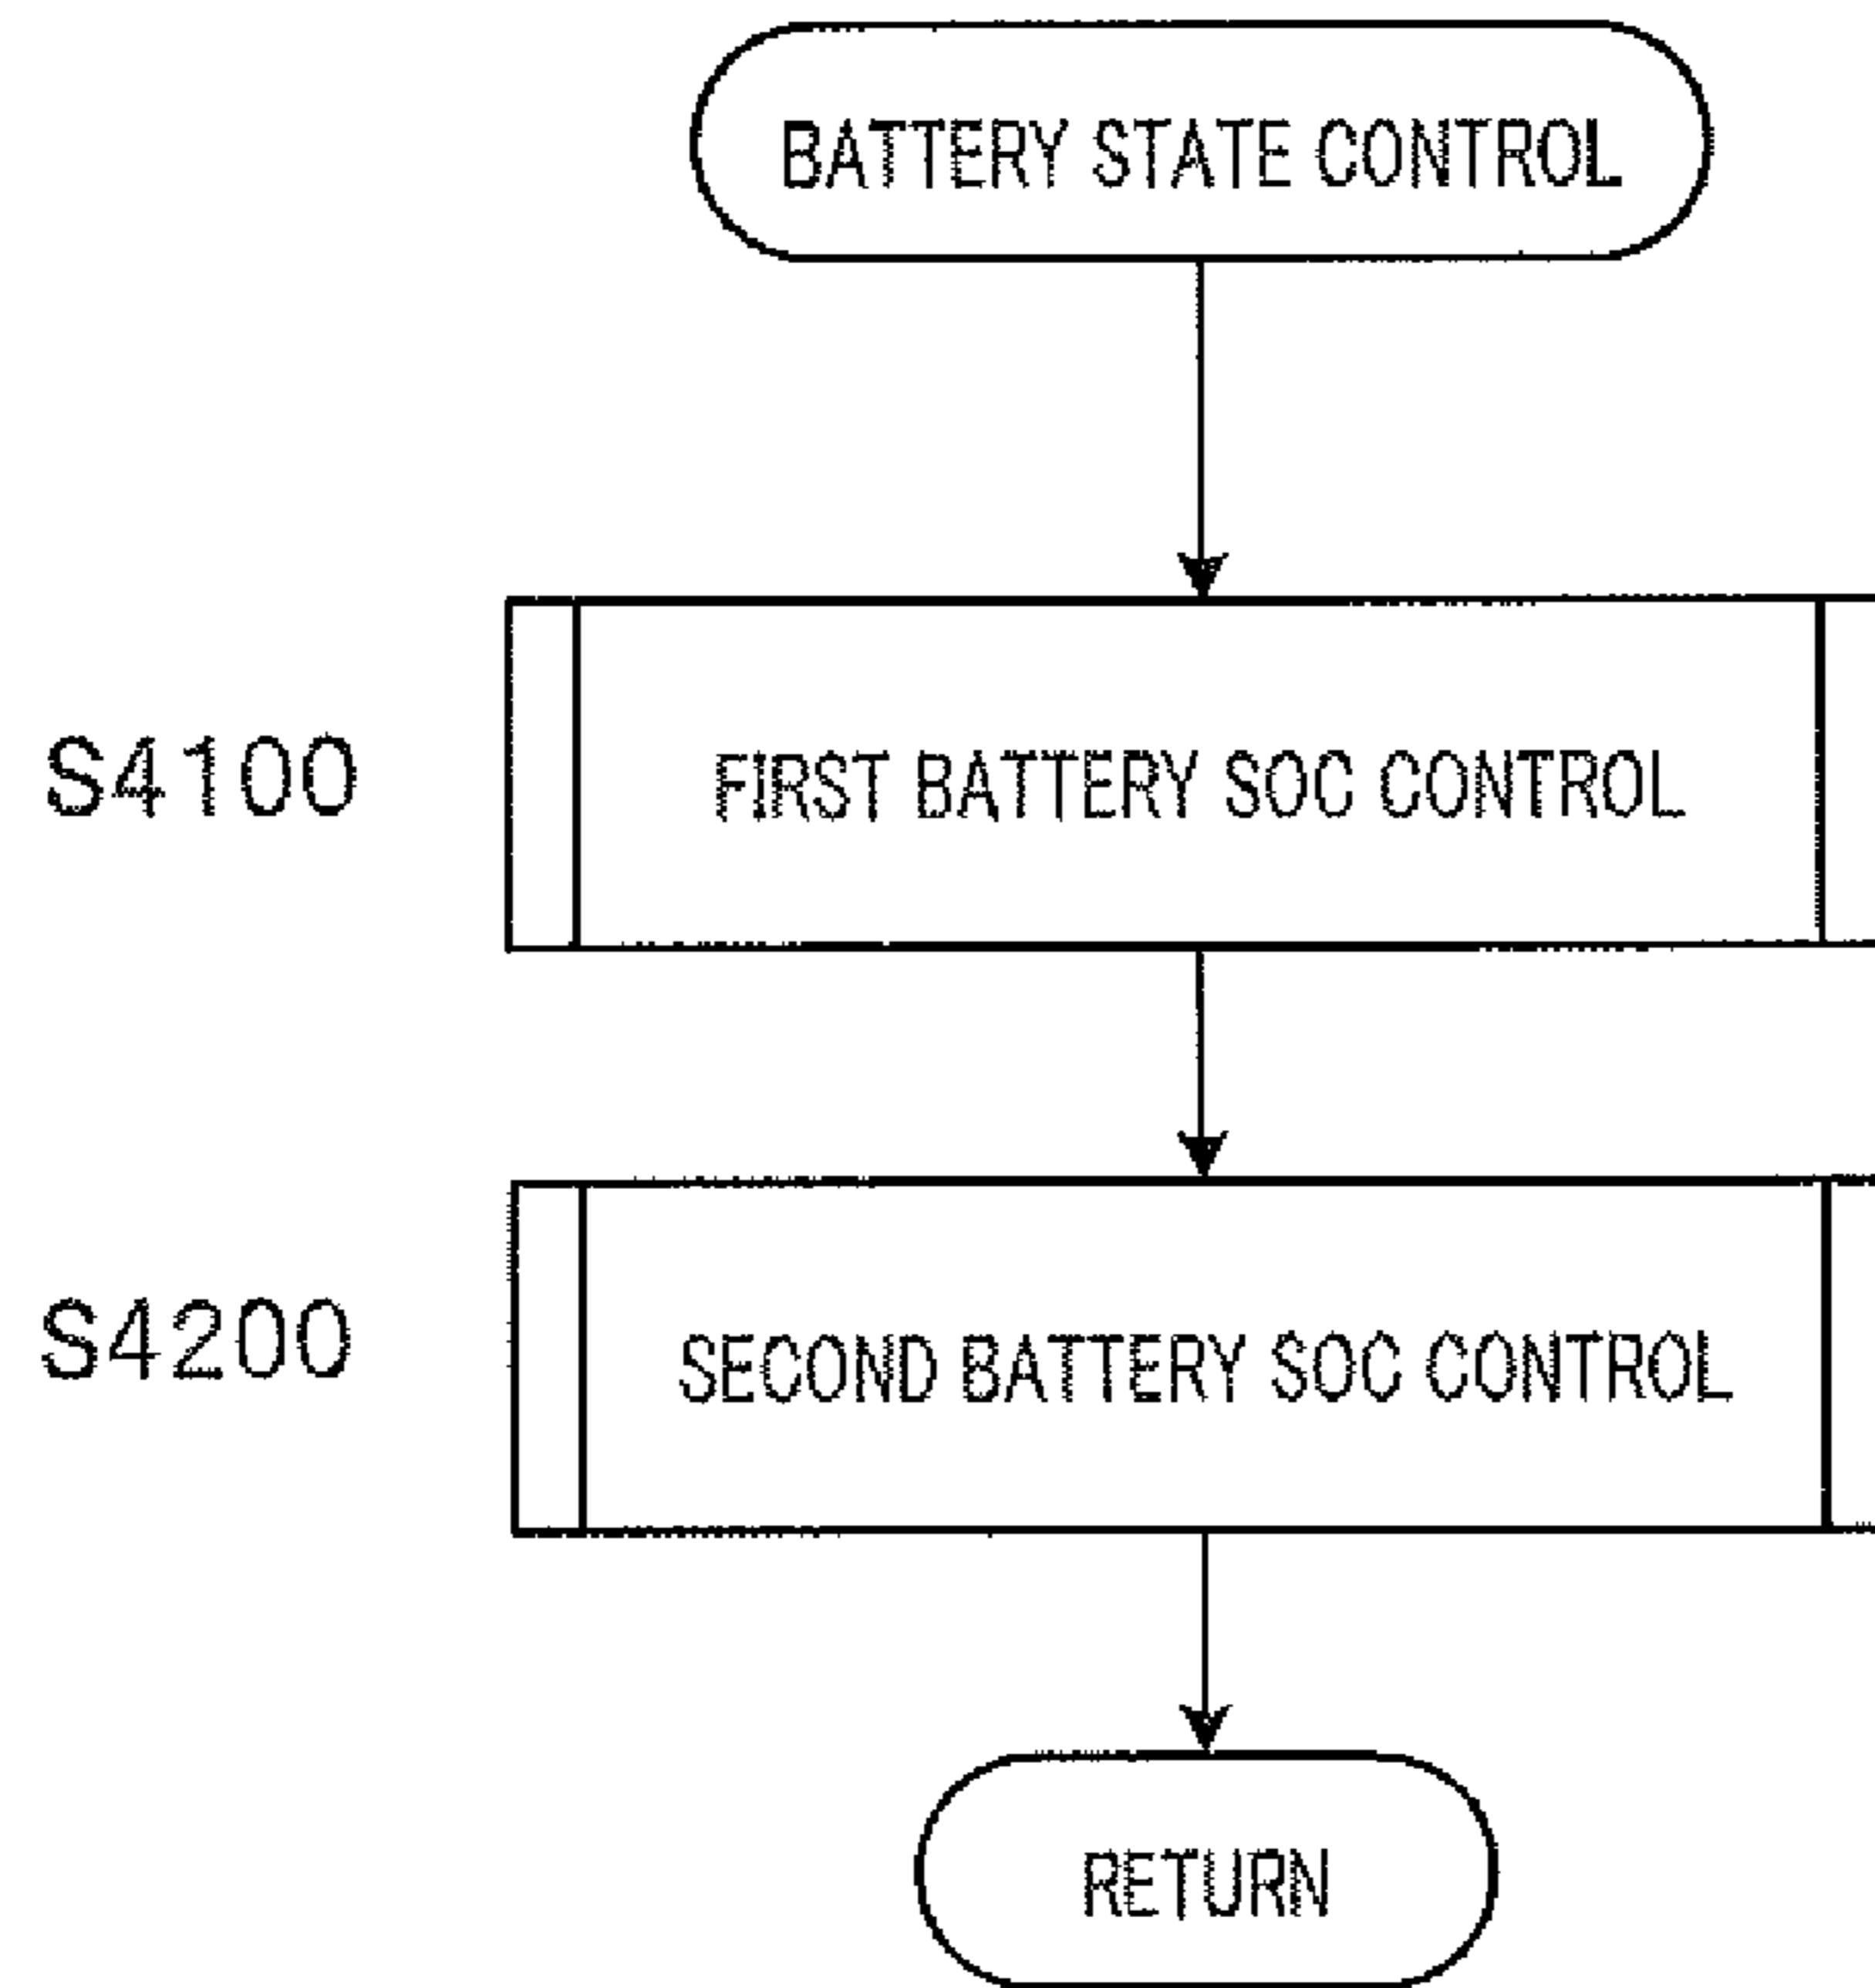 BATTERY STATE CONTROL
S4100
FIRST BATTERY SOC CONTROL
S4200
SECOND BATTERY SOC CONTROL
RETURN